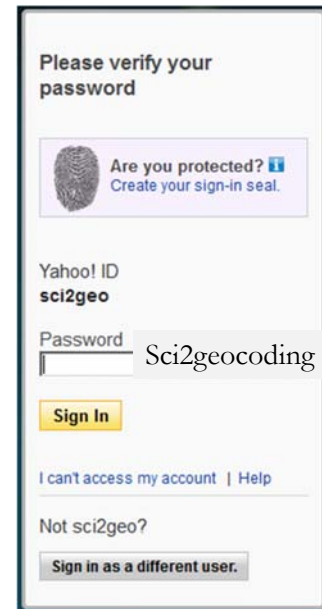 Please verify your
password
Are you protected?
Create your sign-in seal.
Yahoo! ID
sci2geo
Password
Sci2geocoding
Sign In
I can't access my account | Help
Not sci2geo?
Sign in as a different user.